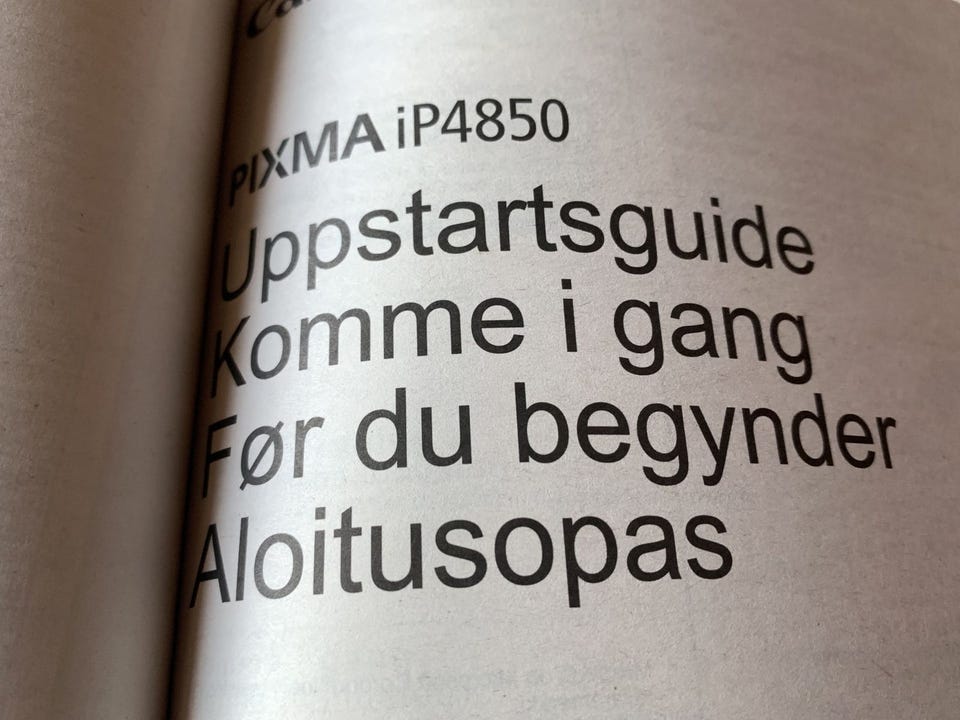 PIXMA iP4850
Uppstartsguide
Komme i gang
Før du begynder
Aloitusopas